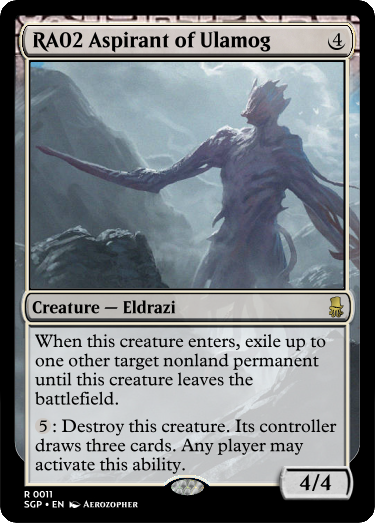 RA02 Aspirant of Ulamog 4
Creature — Eldrazi
When this creature enters, exile up to
one other target nonland permanent
until this creature leaves the
battlefield.
5 : Destroy this creature. Its controller
draws three cards. Any player may
activate this ability.
4/4
R 0011
SGP • EN Aerozopher